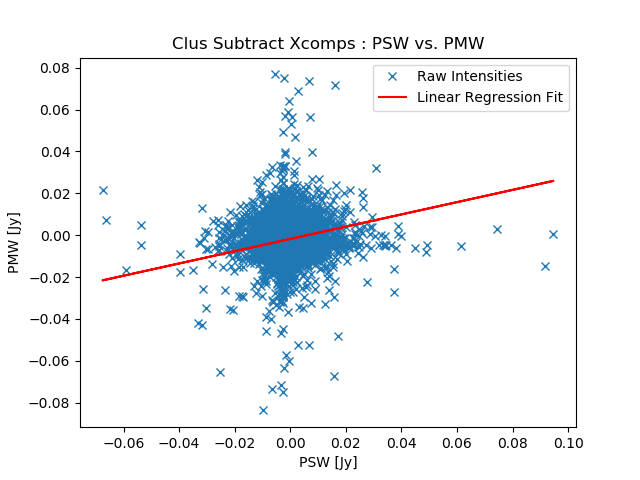 Clus Subtract Xcomps : PSW vs. PMW
Raw Intensities
Linear Regression Fit
0.08
0.06
0.04
0.02
0.00
−0.02
−0.04
−0.06
−0.08
PMW [Jy]
−0.06 −0.04 −0.02 0.00 0.02 0.04 0.06 0.08 0.10
PSW [Jy]